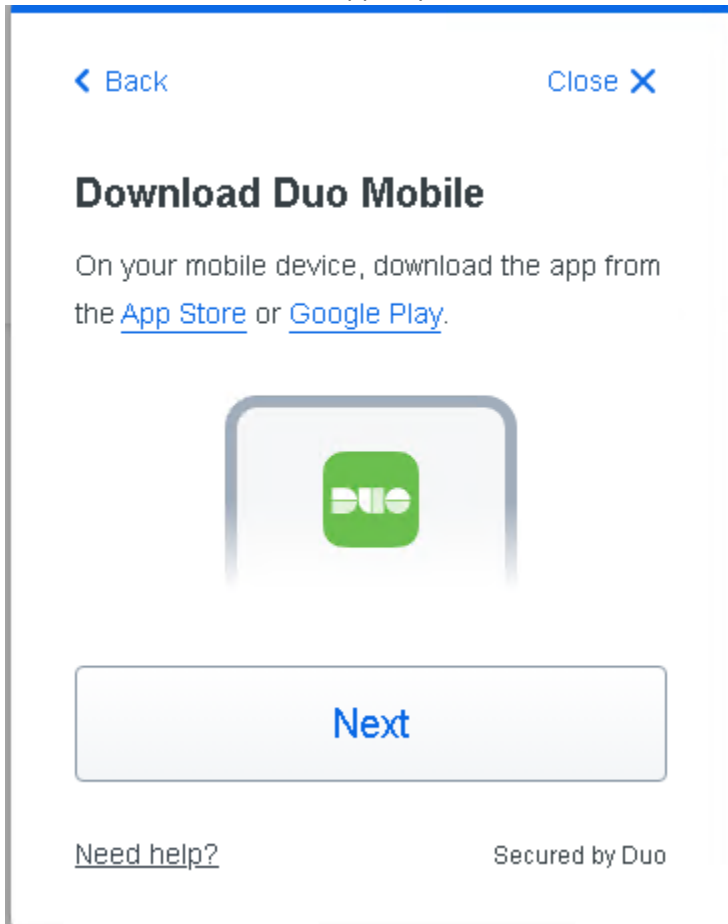 Back
Close
Download Duo Mobile
On your mobile device, download the app from
the App Store or Google Play.
DUO
Next
Need help?
Secured by Duo